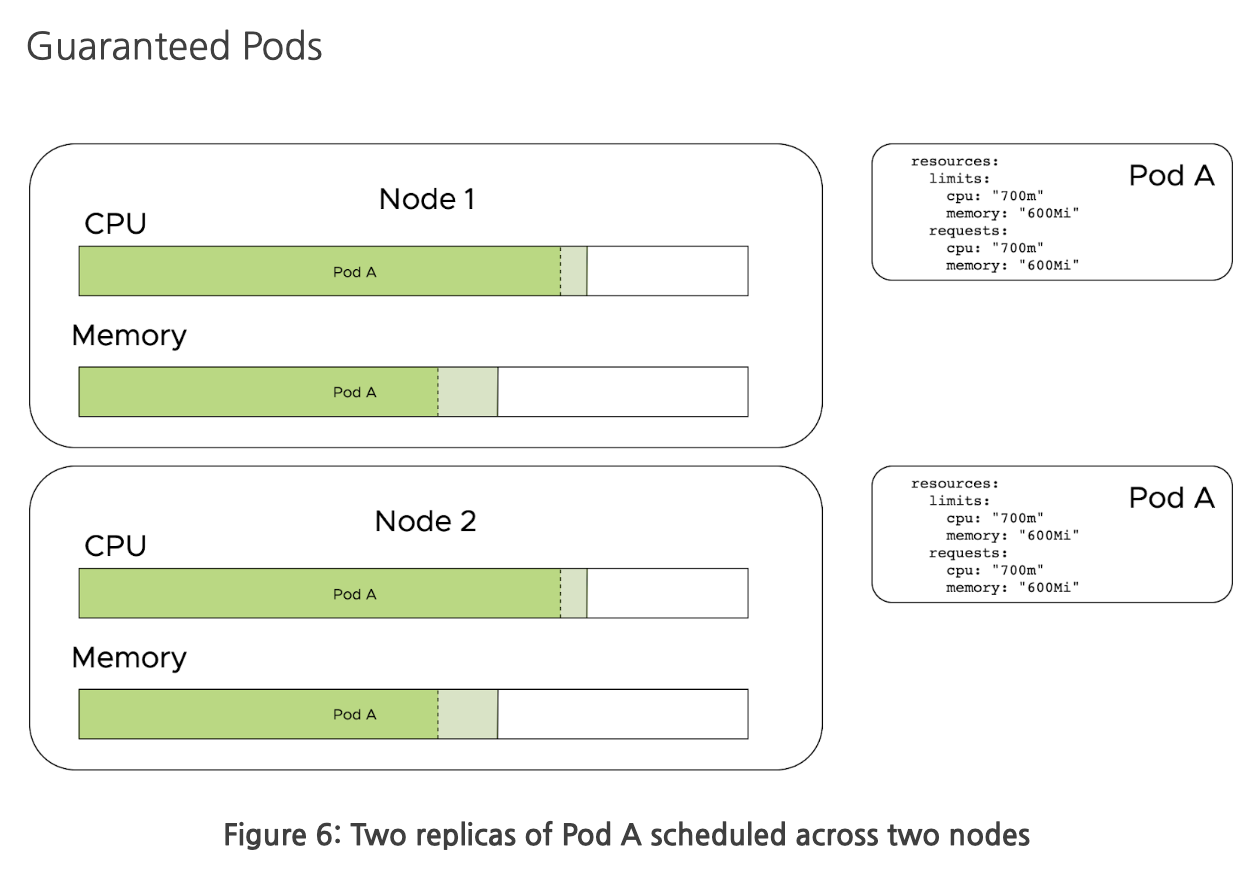 Guaranteed Pods
Node 1
CPU
Pod A
Memory
Pod A
Pod A
resources:
limits:
cpu: "700m"
memory: "600Mi"
requests:
cpu: "700m"
memory: "600Mi"
Node 2
CPU
Pod A
Memory
Pod A
Pod A
resources:
limits:
cpu: "700m"
memory: "600Mi"
requests:
cpu: "700m"
memory: "600Mi"
Figure 6: Two replicas of Pod A scheduled across two nodes